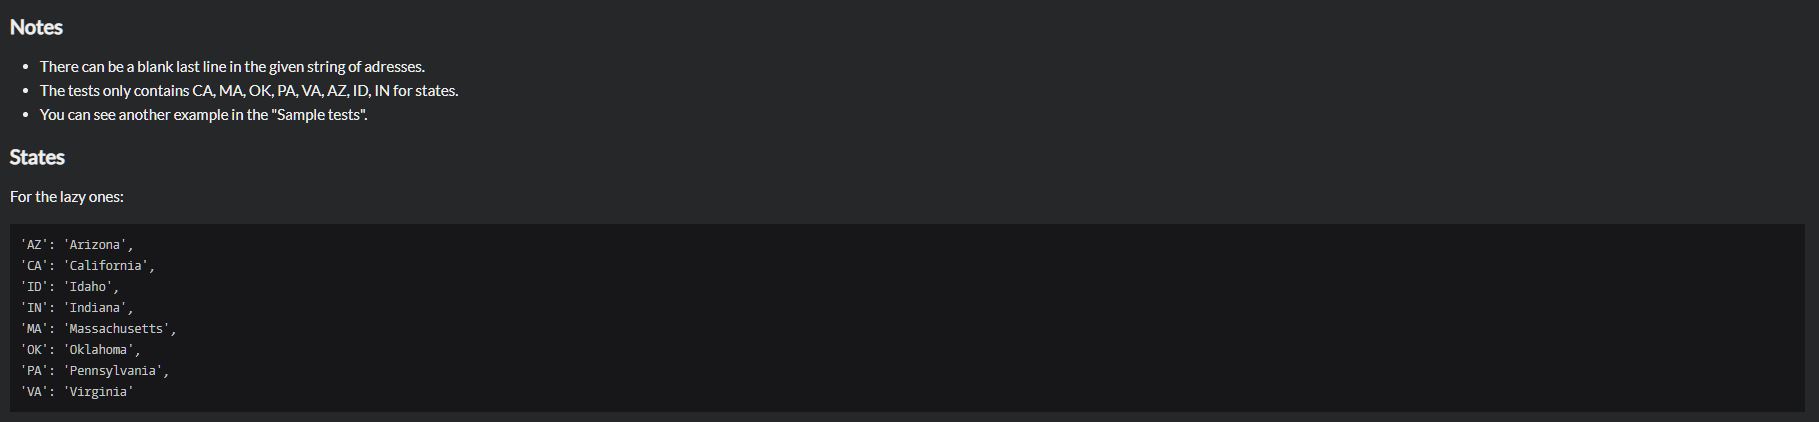 Notes
• There can be a blank last line in the given string of adresses.
• The tests only contains CA, MA, OK, PA, VA, AZ, ID, IN for states.
• You can see another example in the "Sample tests".
States
For the lazy ones:
'AZ': 'Arizona',
'CA': 'California',
'ID': 'Idaho',
'IN': 'Indiana',
'MA': 'Massachusetts',
'OK': 'Oklahoma',
'PA': 'Pennsylvania',
'VA': 'Virginia'